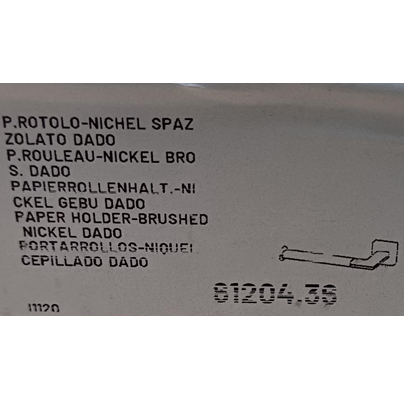 P.ROTOLO-NICHEL SPAZ
ZOLATO DADO
P.ROULEAU-NICKEL BRO
S. DADO
PAPIERROLLENHALT.-NI
CKEL GEBU DADO
PAPER HOLDER-BRUSHED
NICKEL DADO
PORTARROLLOS-NIQUEL
CEPILLADO DADO
61204.36